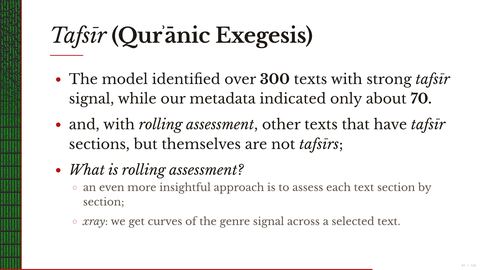 Tafsīr (Qurʾānic Exegesis)
• The model identified over 300 texts with strong tafsīr
signal, while our metadata indicated only about 70.
• and, with rolling assessment, other texts that have tafsīr
sections, but themselves are not tafsīrs;
• What is rolling assessment?
○ an even more insightful approach is to assess each text section by
section;
○ xray: we get curves of the genre signal across a selected text.